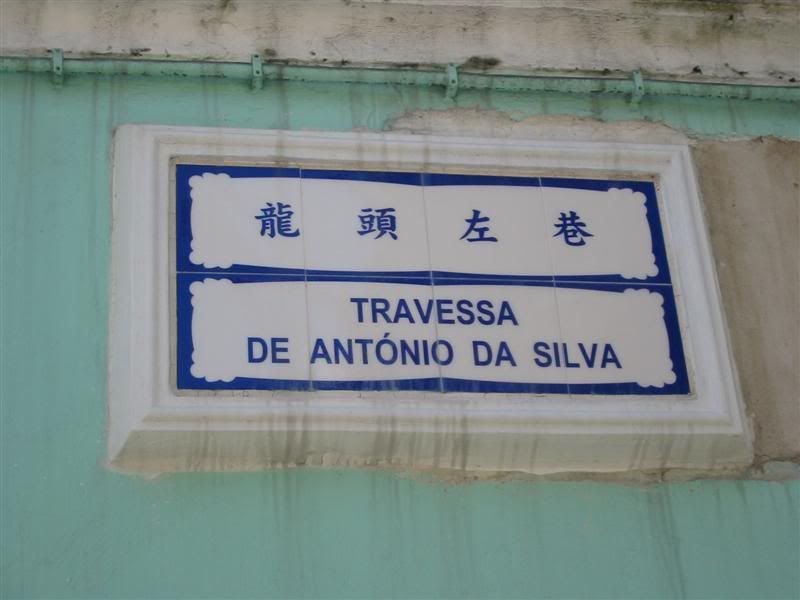 龍頭左巷
TRAVESSA
DE ANTÓNIO DA SILVA